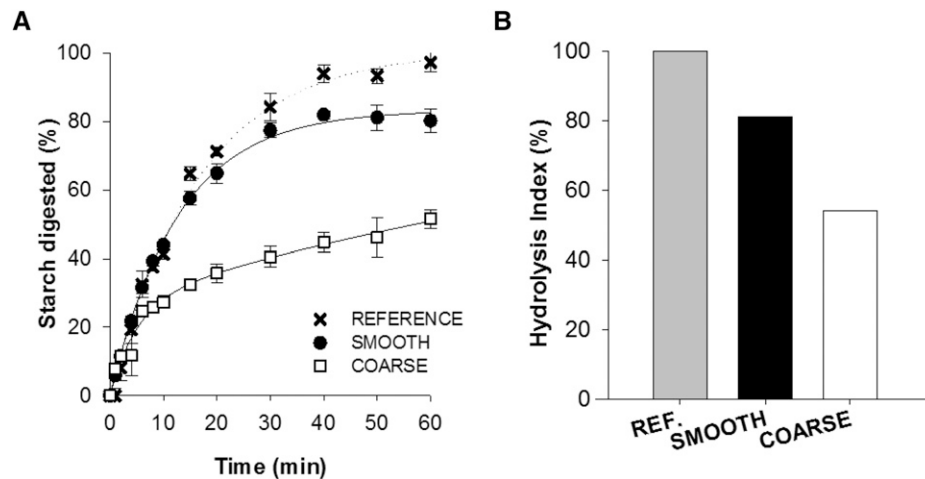 A
Starch digested (%)
100
80
60
40
20
0
REFERENCE
SMOOTH
COARSE
0 10 20 30 40 50 60
Time (min)
B
Hydrolysis Index (%)
100
80
60
40
20
0
REF.
SMOOTH
COARSE